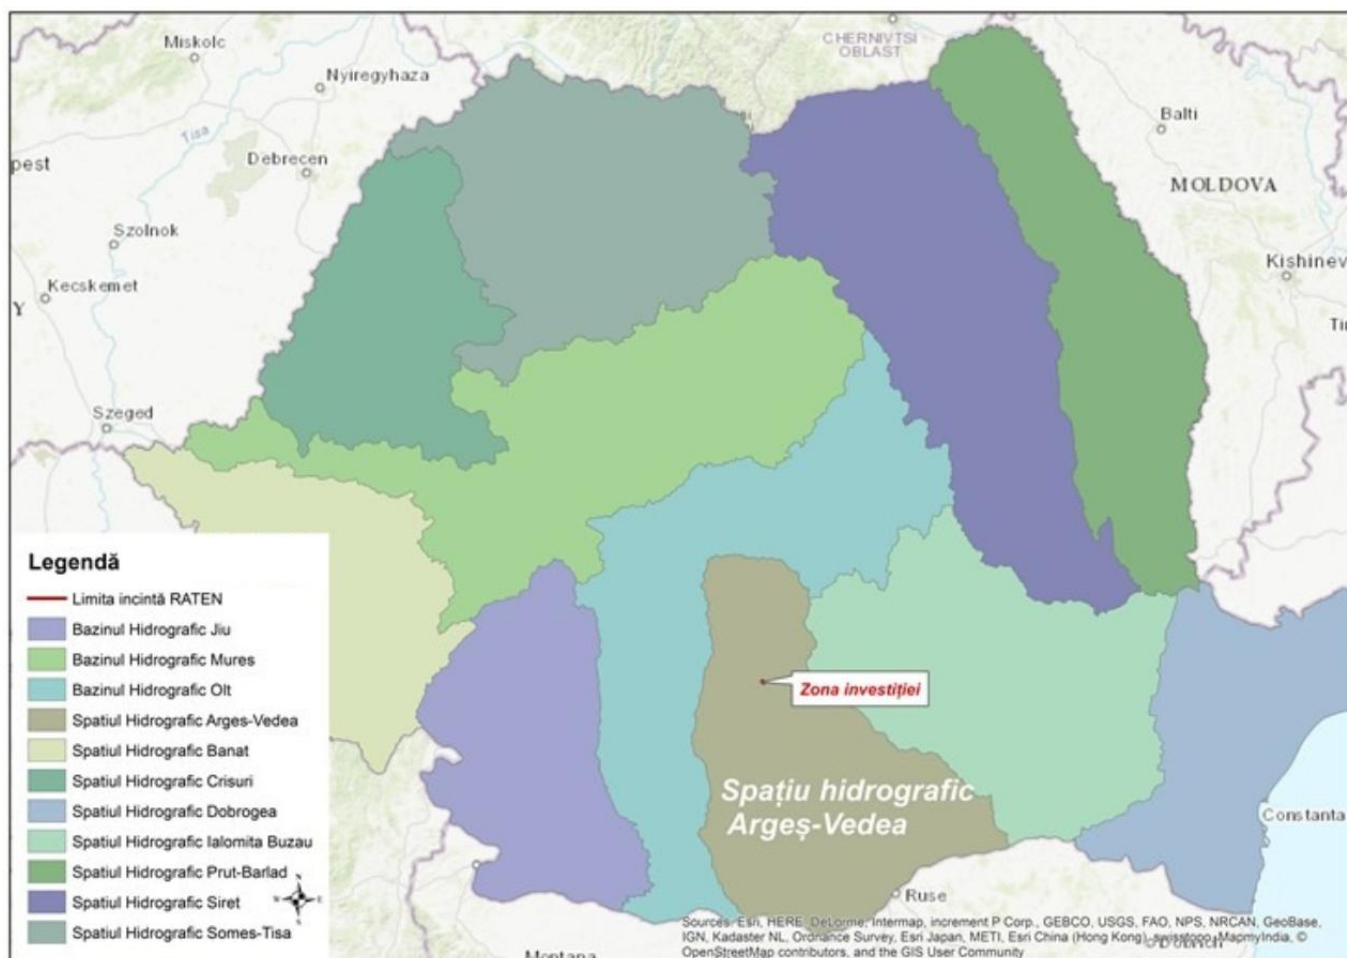 CHERNIVTSI
OBLAST
Miskolc
Nyiregyhaza
Tisa
Balti
pest
Debrecen
MOLDOVA
Szolnok
Kishinev
Kecskemet
Y
Szeged
Legendă
Limita incintă RATEN
Bazinul Hidrografic Jiu
Bazinul Hidrografic Mures
Bazinul Hidrografic Olt
Spatiul Hidrografic Arges-Vedea
Spatiul Hidrografic Banat
Spatiul Hidrografic Crisuri
Spatiul Hidrografic Dobrogea
Spatiul Hidrografic Ialomita Buzau
Spatiul Hidrografic Prut-Barlad
Spatiul Hidrografic Siret
Spatiul Hidrografic Somes-Tisa
Zona investiției
Spațiu hidrografic
Argeș-Vedea
Constanta
Ruse
Montana
Sources: Esri, HERE, DeLorme, Intermap, increment P Corp., GEBCO, USGS, FAO, NPS, NRCAN, GeoBase,
IGN, Kadaster NL, Ordnance Survey, Esri Japan, METI, Esri China (Hong Kong), swisstopo, MapmyIndia, ©
OpenStreetMap contributors, and the GIS User Community